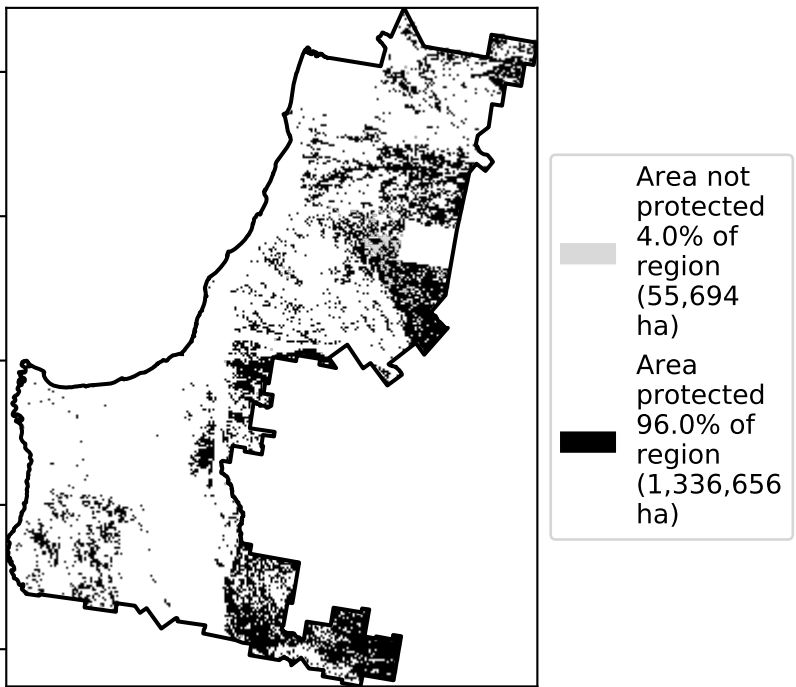 Area not
protected
4.0% of
region
(55,694
ha)
Area
protected
96.0% of
region
(1,336,656
ha)